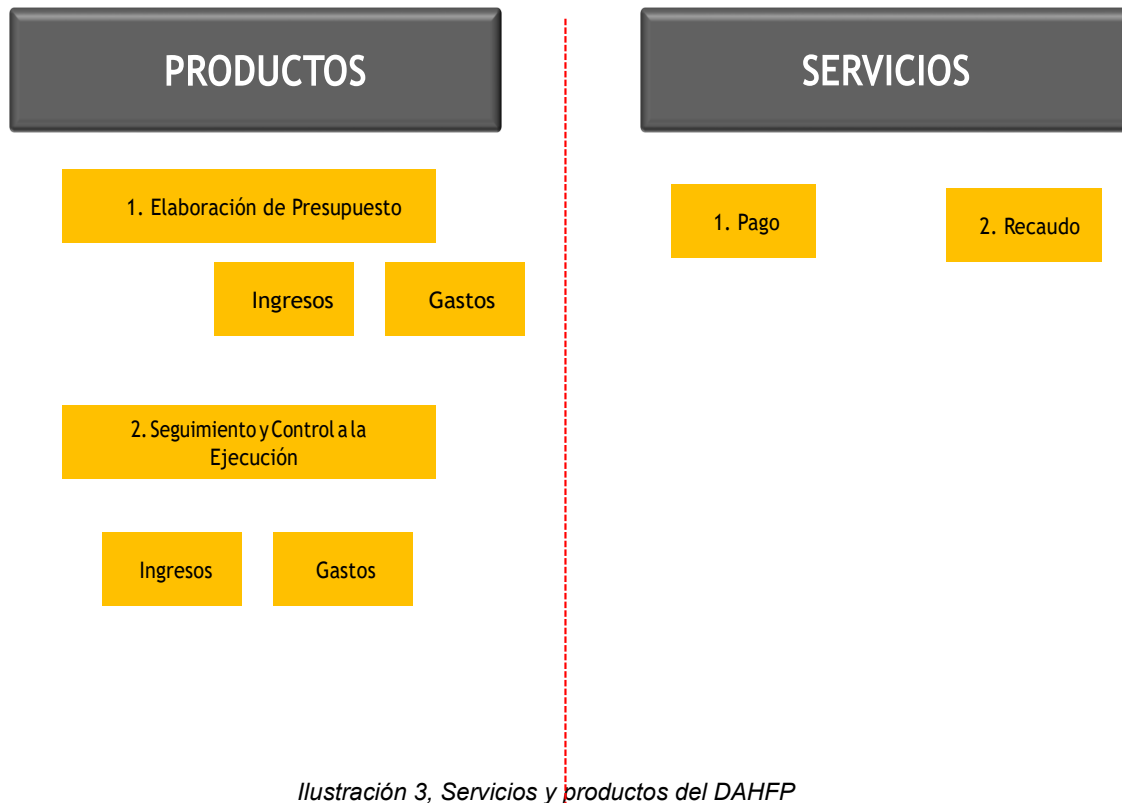 PRODUCTOS
1. Elaboración de Presupuesto
Ingresos
Gastos
2. Seguimiento y Control a la
Ejecución
Ingresos
Gastos
SERVICIOS
1. Pago
2. Recaudo
Ilustración 3, Servicios y productos del DAHFP